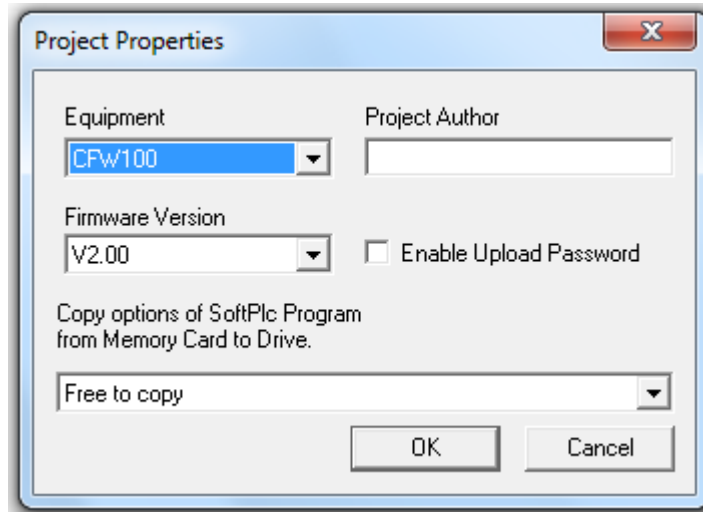 Project Properties
Equipment
Project Author
CFW100
Firmware Version
V2.00
Enable Upload Password
Copy options of SoftPlc Program
from Memory Card to Drive.
Free to copy
OK
Cancel